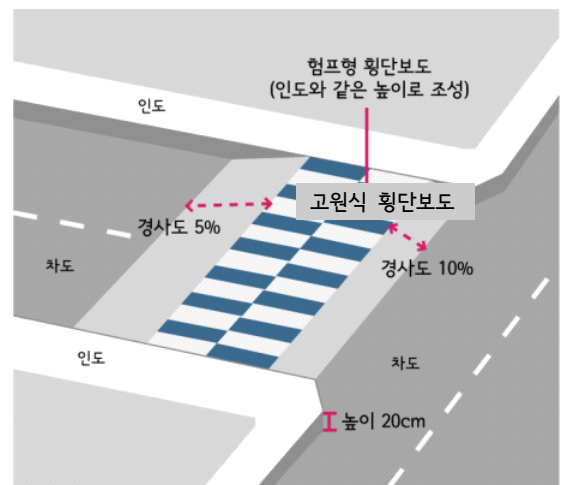 험프형 횡단보도
(인도와 같은 높이로 조성)
인도
고원식 횡단보도
경사도 5%
경사도 10%
차도
인도
차도
높이 20cm